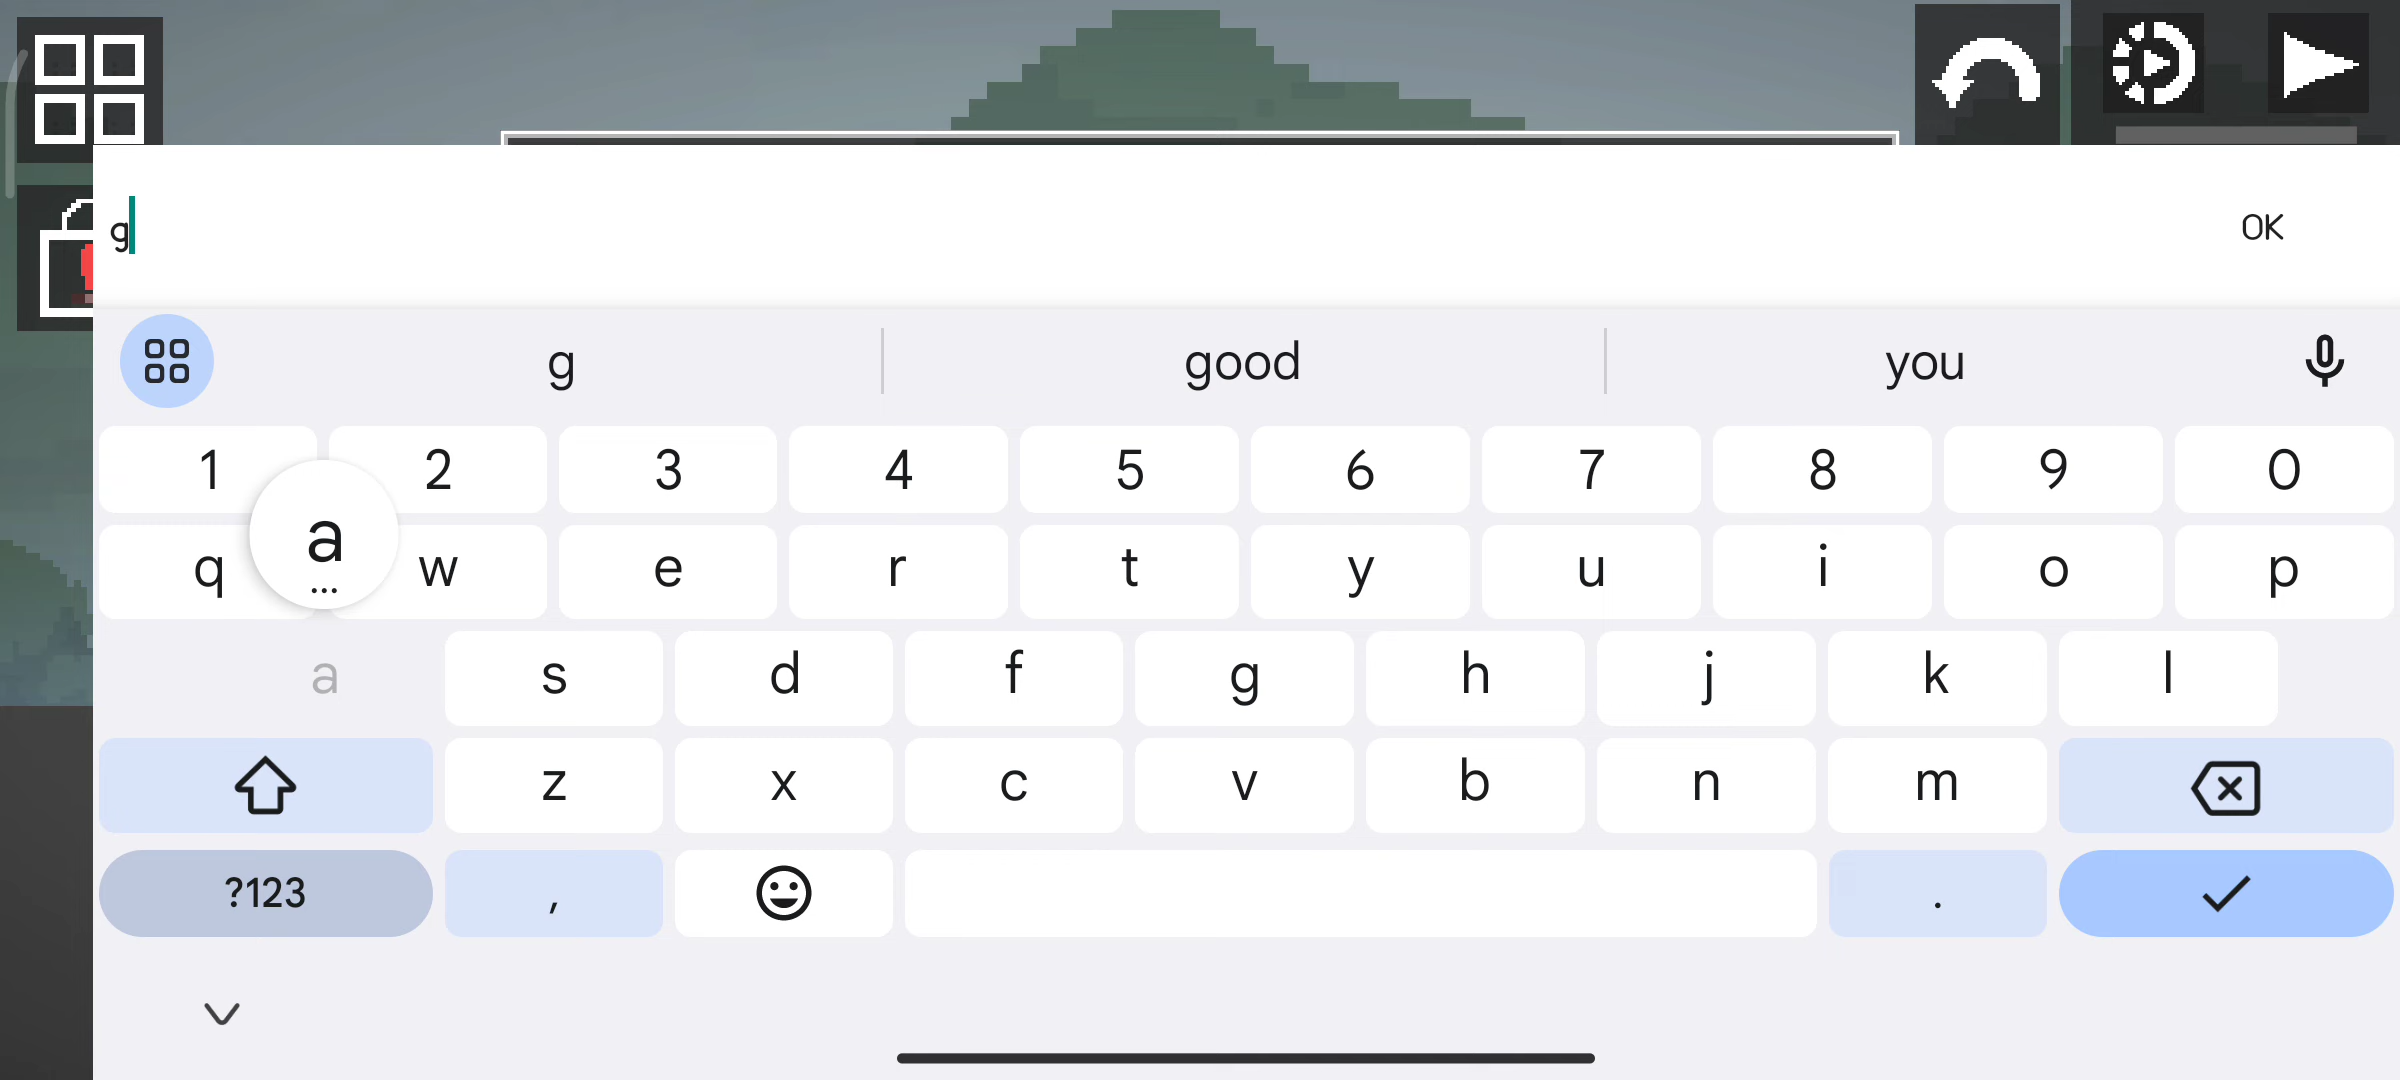 g
OK
g good you
1 2 3 4 5 6 7 8 9 0
a
...
q w e r t y u i o p
a s d f g h j k l
z x c v b n m
?123 , .